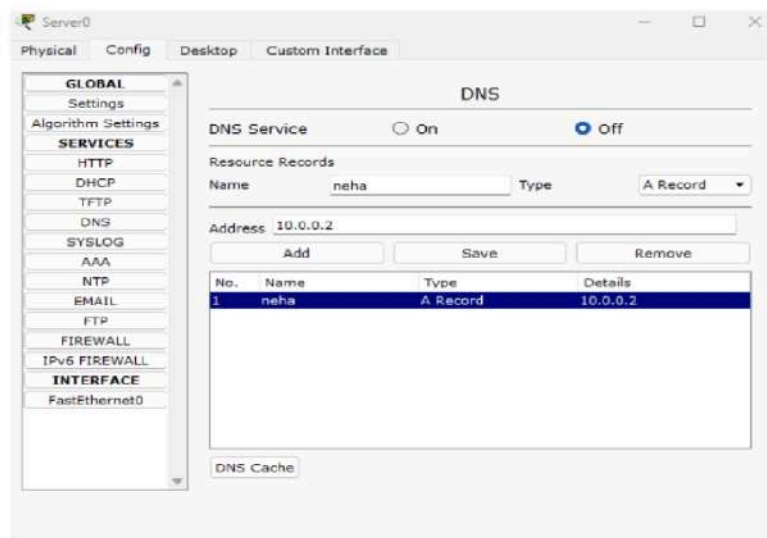 Server0
Physical Config Desktop Custom Interface
GLOBAL
Settings
Algorithm Settings
SERVICES
HTTP
DHCP
TFTP
DNS
SYSLOG
AAA
NTP
EMAIL
FTP
FIREWALL
IPv6 FIREWALL
INTERFACE
FastEthernet0
DNS
DNS Service On Off
Resource Records
Name neha Type A Record
Address 10.0.0.2
Add Save Remove
No. Name Type Details
1 neha A Record 10.0.0.2
DNS Cache